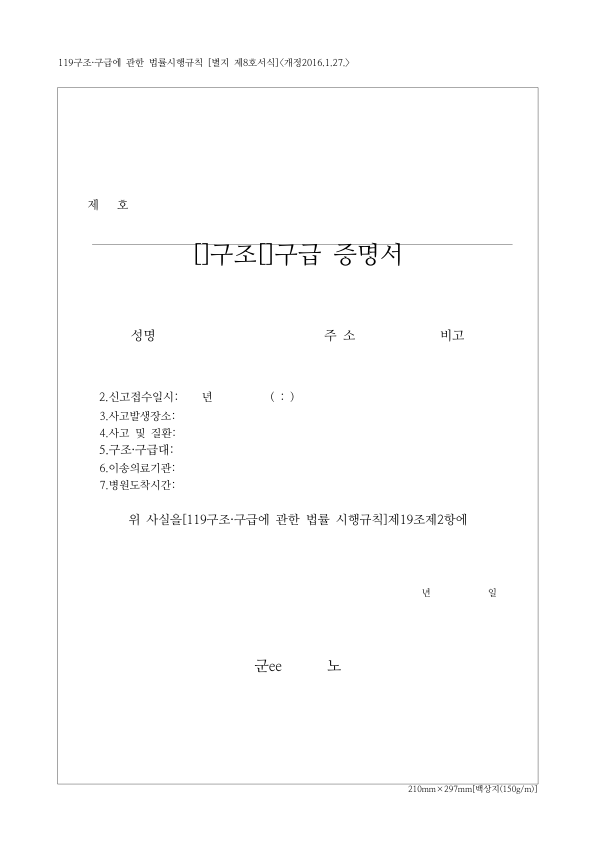 119구조·구급에 관한 법률시행규칙 [별지 제8호서식]<개정2016.1.27.>
제 호
[]구조[]구급 증명서
성명 주 소 비고
2.신고접수일시: 년 ( : )
3.사고발생장소:
4.사고 및 질환:
5.구조·구급대:
6.이송의료기관:
7.병원도착시간:
위 사실을[119구조·구급에 관한 법률 시행규칙]제19조제2항에
년 일
군ee 노
210mm×297mm[백상지(150g/m)]